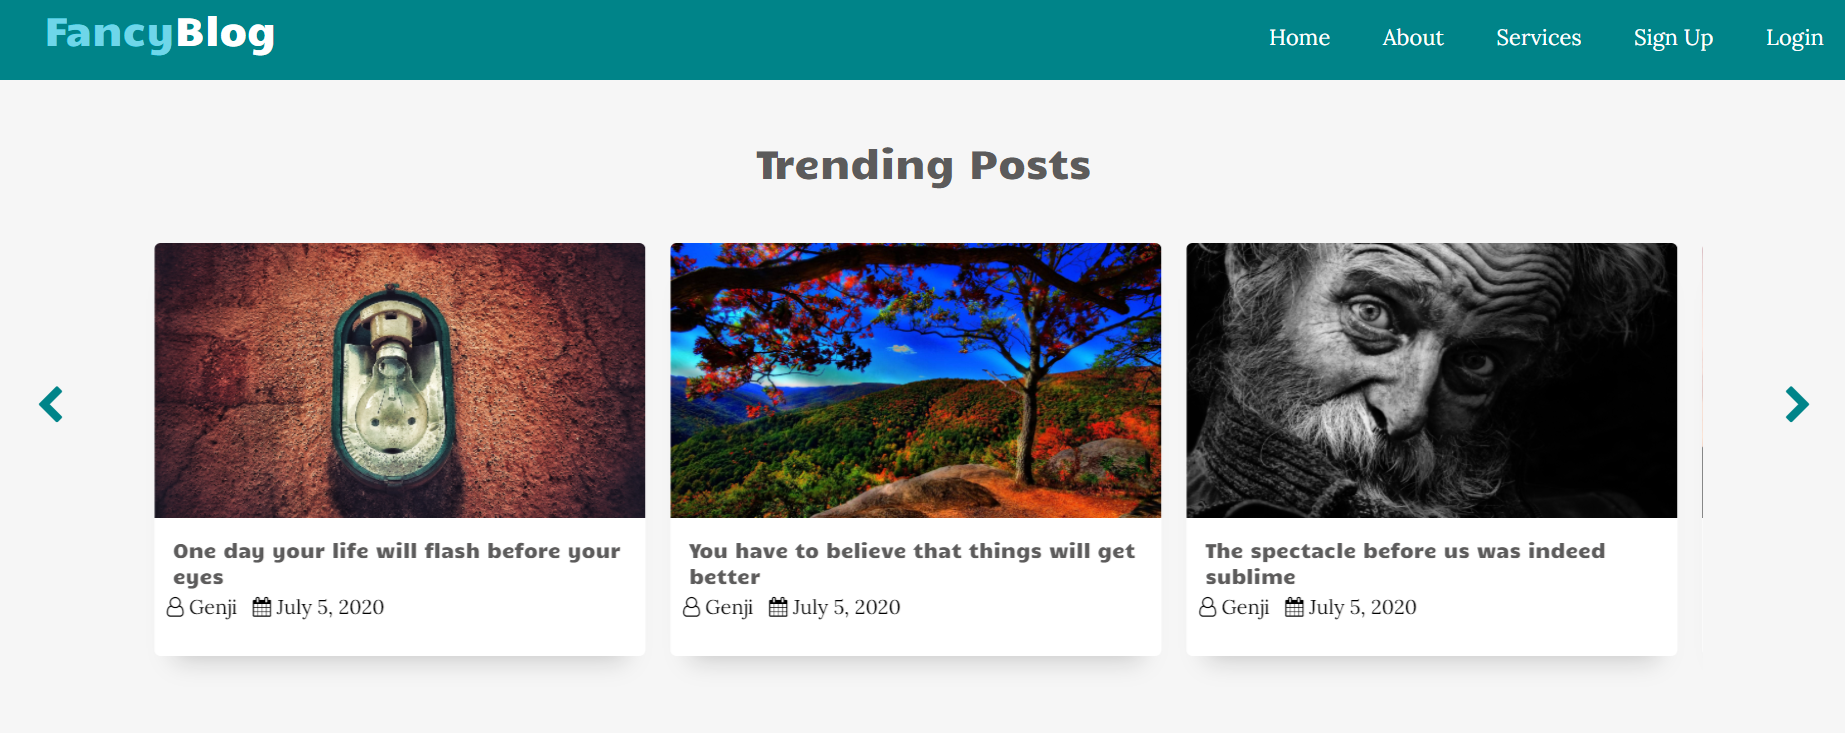 FancyBlog
Home About Services Sign Up Login
Trending Posts
One day your life will flash before your
eyes
Genji July 5, 2020
You have to believe that things will get
better
Genji July 5, 2020
The spectacle before us was indeed
sublime
Genji July 5, 2020